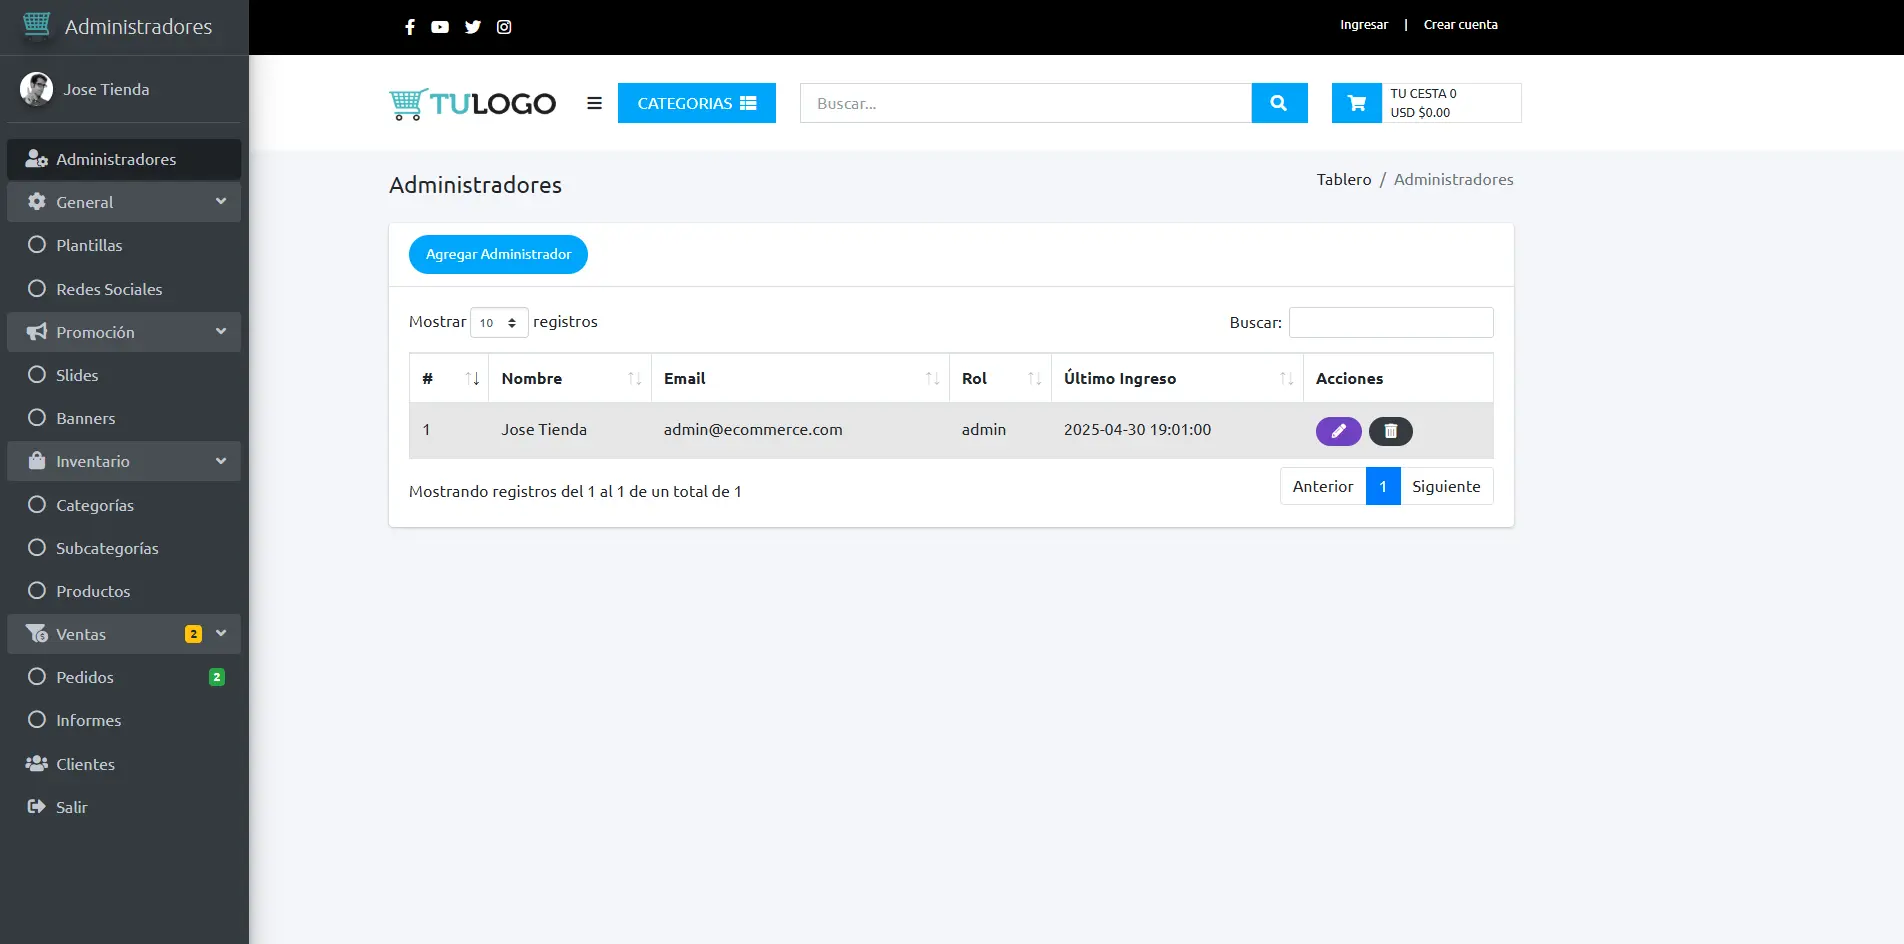 Administradores
Jose Tienda
Administradores
General
Plantillas
Redes Sociales
Promoción
Slides
Banners
Inventario
Categorías
Subcategorías
Productos
Ventas 2
Pedidos 2
Informes
Clientes
Salir
Ingresar | Crear cuenta
TULOGO
CATEGORIAS
Buscar...
TU CESTA 0
USD $0.00
Administradores
Tablero / Administradores
Agregar Administrador
Mostrar 10 registros
Buscar:
# Nombre Email Rol Último Ingreso Acciones
1 Jose Tienda admin@ecommerce.com admin 2025-04-30 19:01:00
Mostrando registros del 1 al 1 de un total de 1
Anterior 1 Siguiente